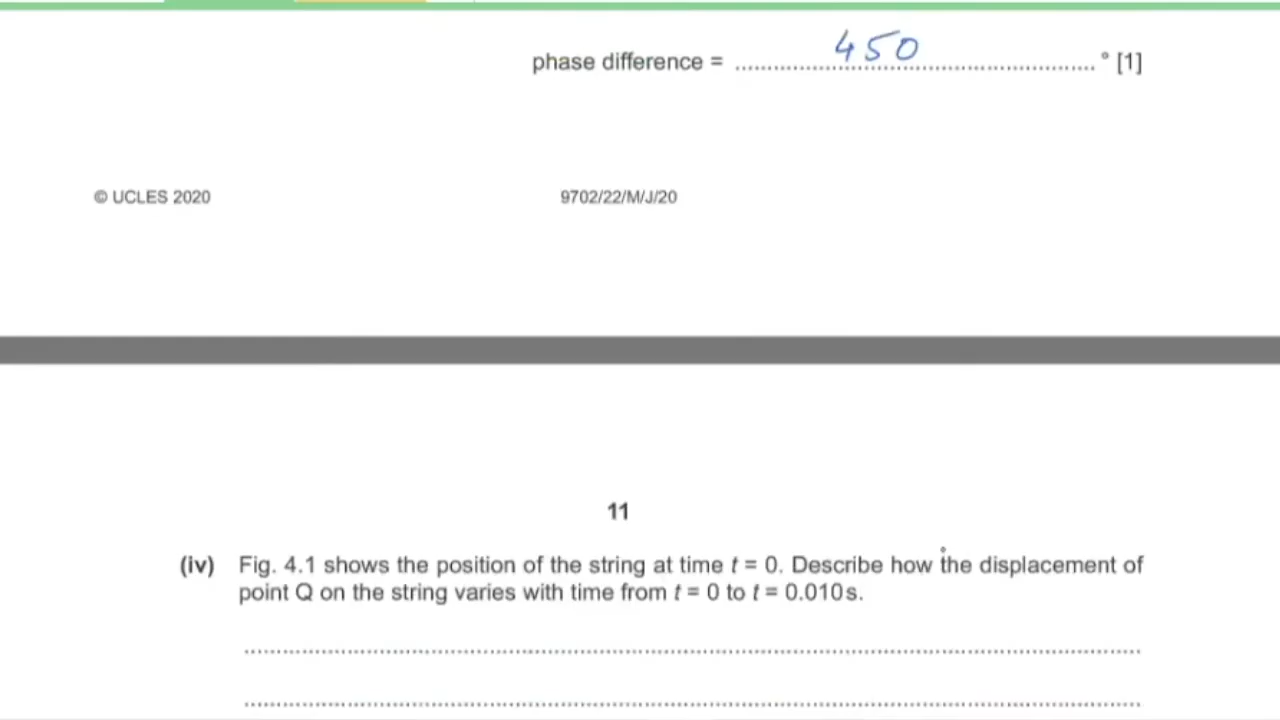 phase difference = 450 ° [1]
© UCLES 2020 9702/22/M/J/20
11
(iv) Fig. 4.1 shows the position of the string at time t = 0. Describe how the displacement of
point Q on the string varies with time from t = 0 to t = 0.010 s.